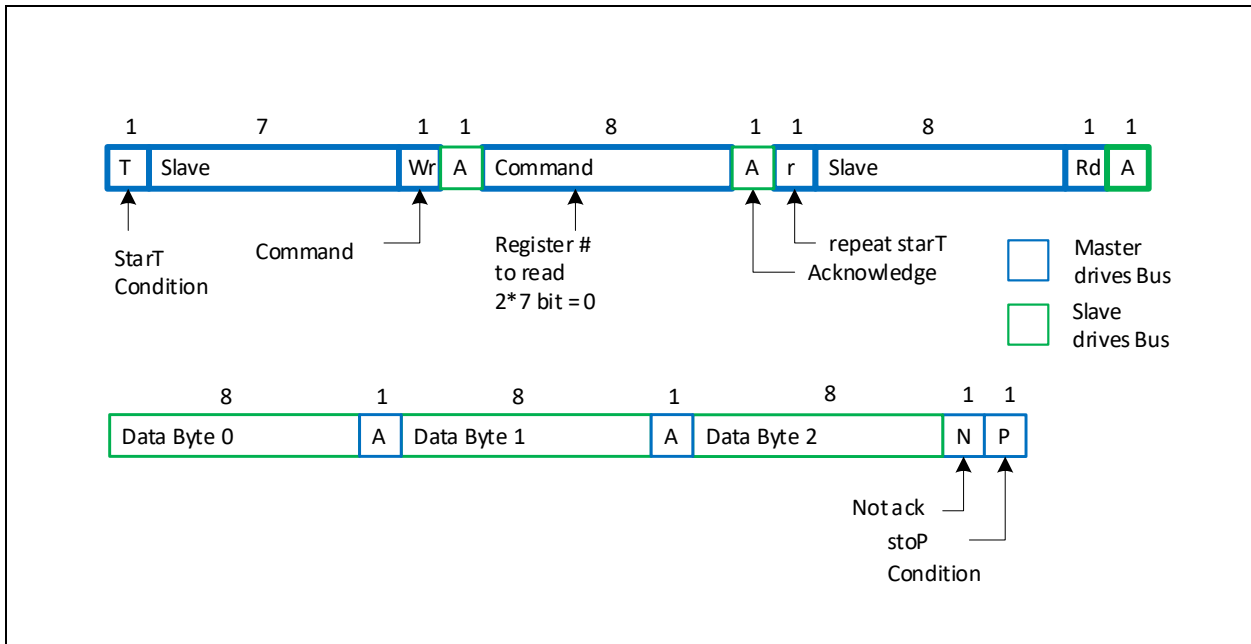 1 7 1 1 8 1 1 8 1 1
T Slave Wr A Command A r Slave Rd A
StarT
Condition
Command
Register #
to read
2*7 bit = 0
repeat starT
Acknowledge
Master
drives Bus
Slave
drives Bus
8 1 8 1 8 1 1
Data Byte 0 A Data Byte 1 A Data Byte 2 N P
Not ack
stoP
Condition